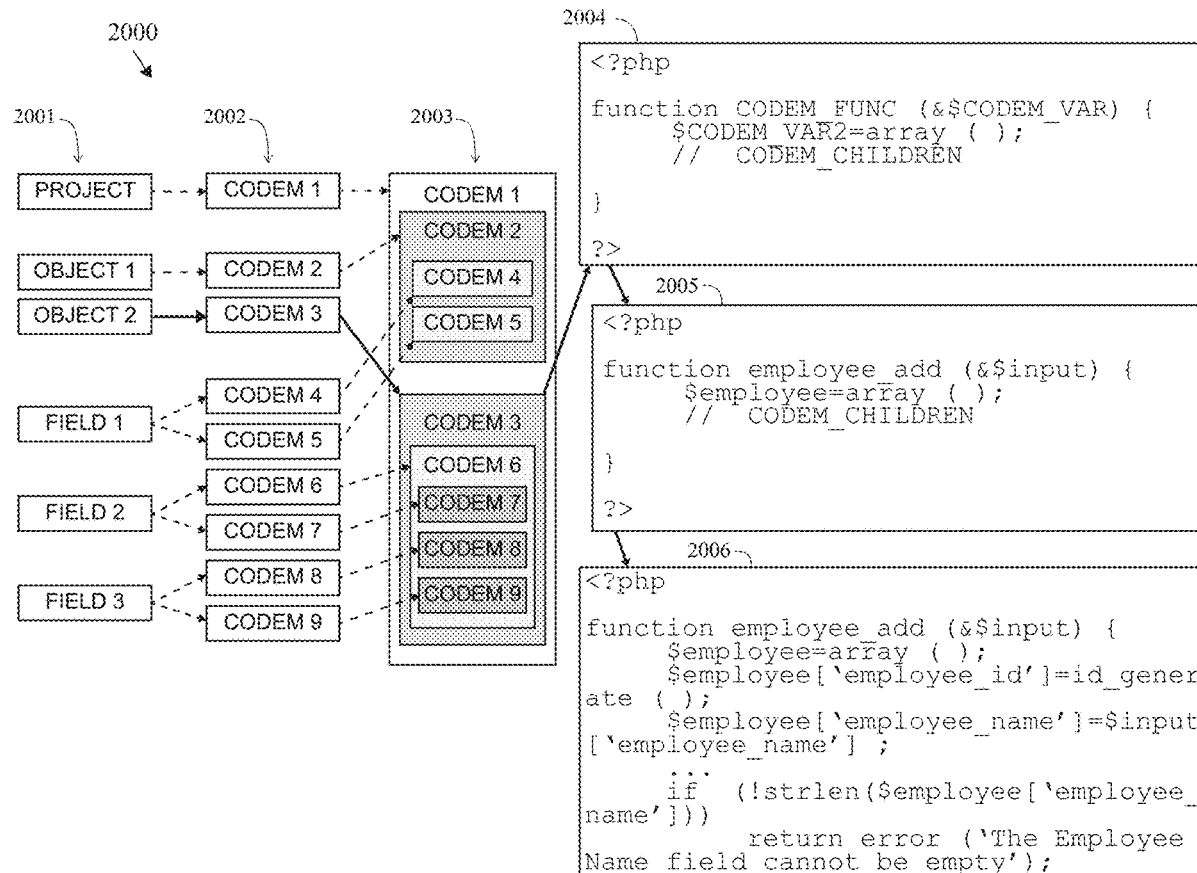 2000
2001
2002
2003
PROJECT
OBJECT 1
OBJECT 2
FIELD 1
FIELD 2
FIELD 3
CODEM 1
CODEM 2
CODEM 3
CODEM 4
CODEM 5
CODEM 6
CODEM 7
CODEM 8
CODEM 9
CODEM 1
CODEM 2
CODEM 4
CODEM 5
CODEM 3
CODEM 6
CODEM 7
CODEM 8
CODEM 9
2004
<?php
function CODEM_FUNC (&$CODEM_VAR) {
$CODEM_VAR2=array ( );
// CODEM_CHILDREN
}
?>
2005
<?php
function employee_add (&$input) {
$employee=array ( );
// CODEM_CHILDREN
}
?>
2006
<?php
function employee_add (&$input) {
$employee=array ( );
$employee[‘employee_id’]=id_gener
ate ( );
$employee[‘employee_name’]=$input
[‘employee_name’] ;
...
if (!strlen($employee[‘employee_
name’]))
return error (‘The Employee
Name field cannot be empty’);